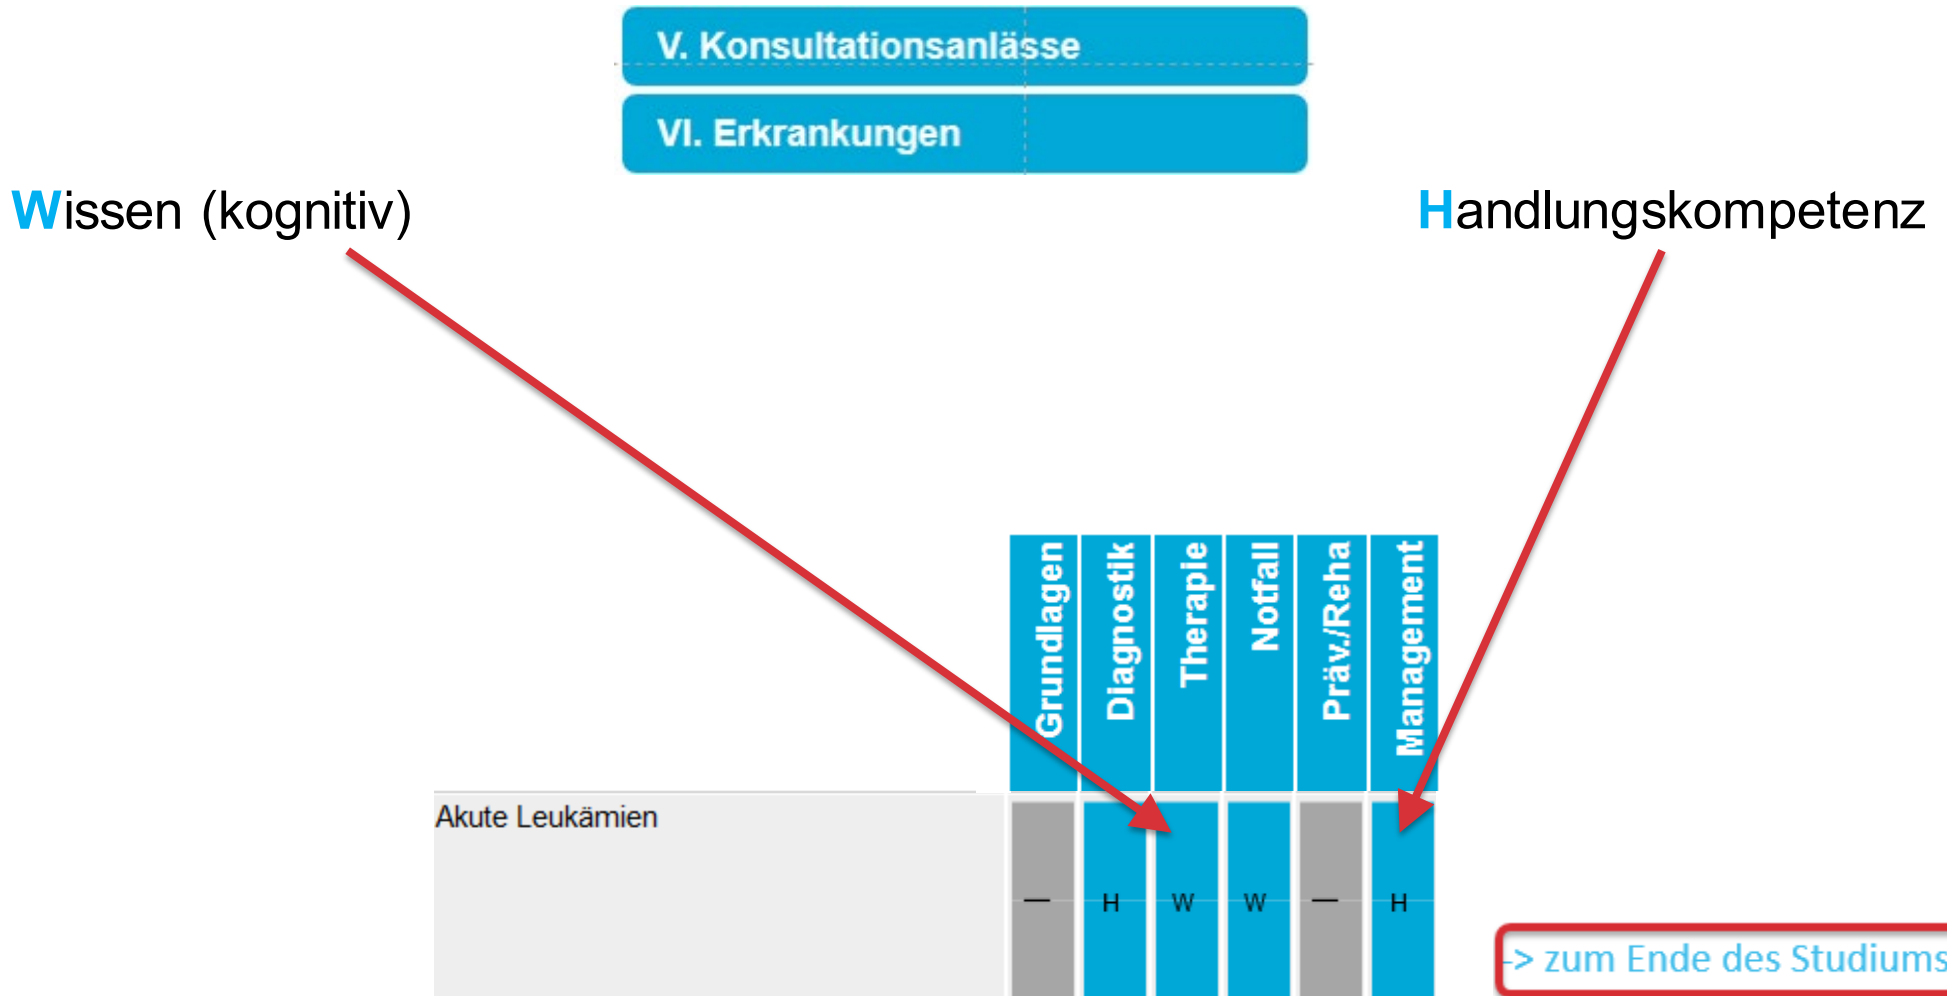 V. Konsultationsanlässe
VI. Erkrankungen
Wissen (kognitiv)
Handlungskompetenz
Grundlagen
Diagnostik
Therapie
Notfall
Präv./Reha
Management
Akute Leukämien
— H W W — H
-> zum Ende des Studiums